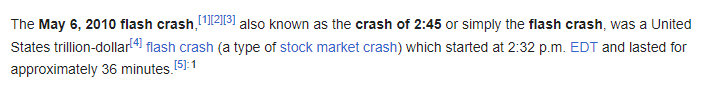 The May 6, 2010 flash crash,[1][2][3] also known as the crash of 2:45 or simply the flash crash, was a United
States trillion-dollar[4] flash crash (a type of stock market crash) which started at 2:32 p.m. EDT and lasted for
approximately 36 minutes.[5]:1